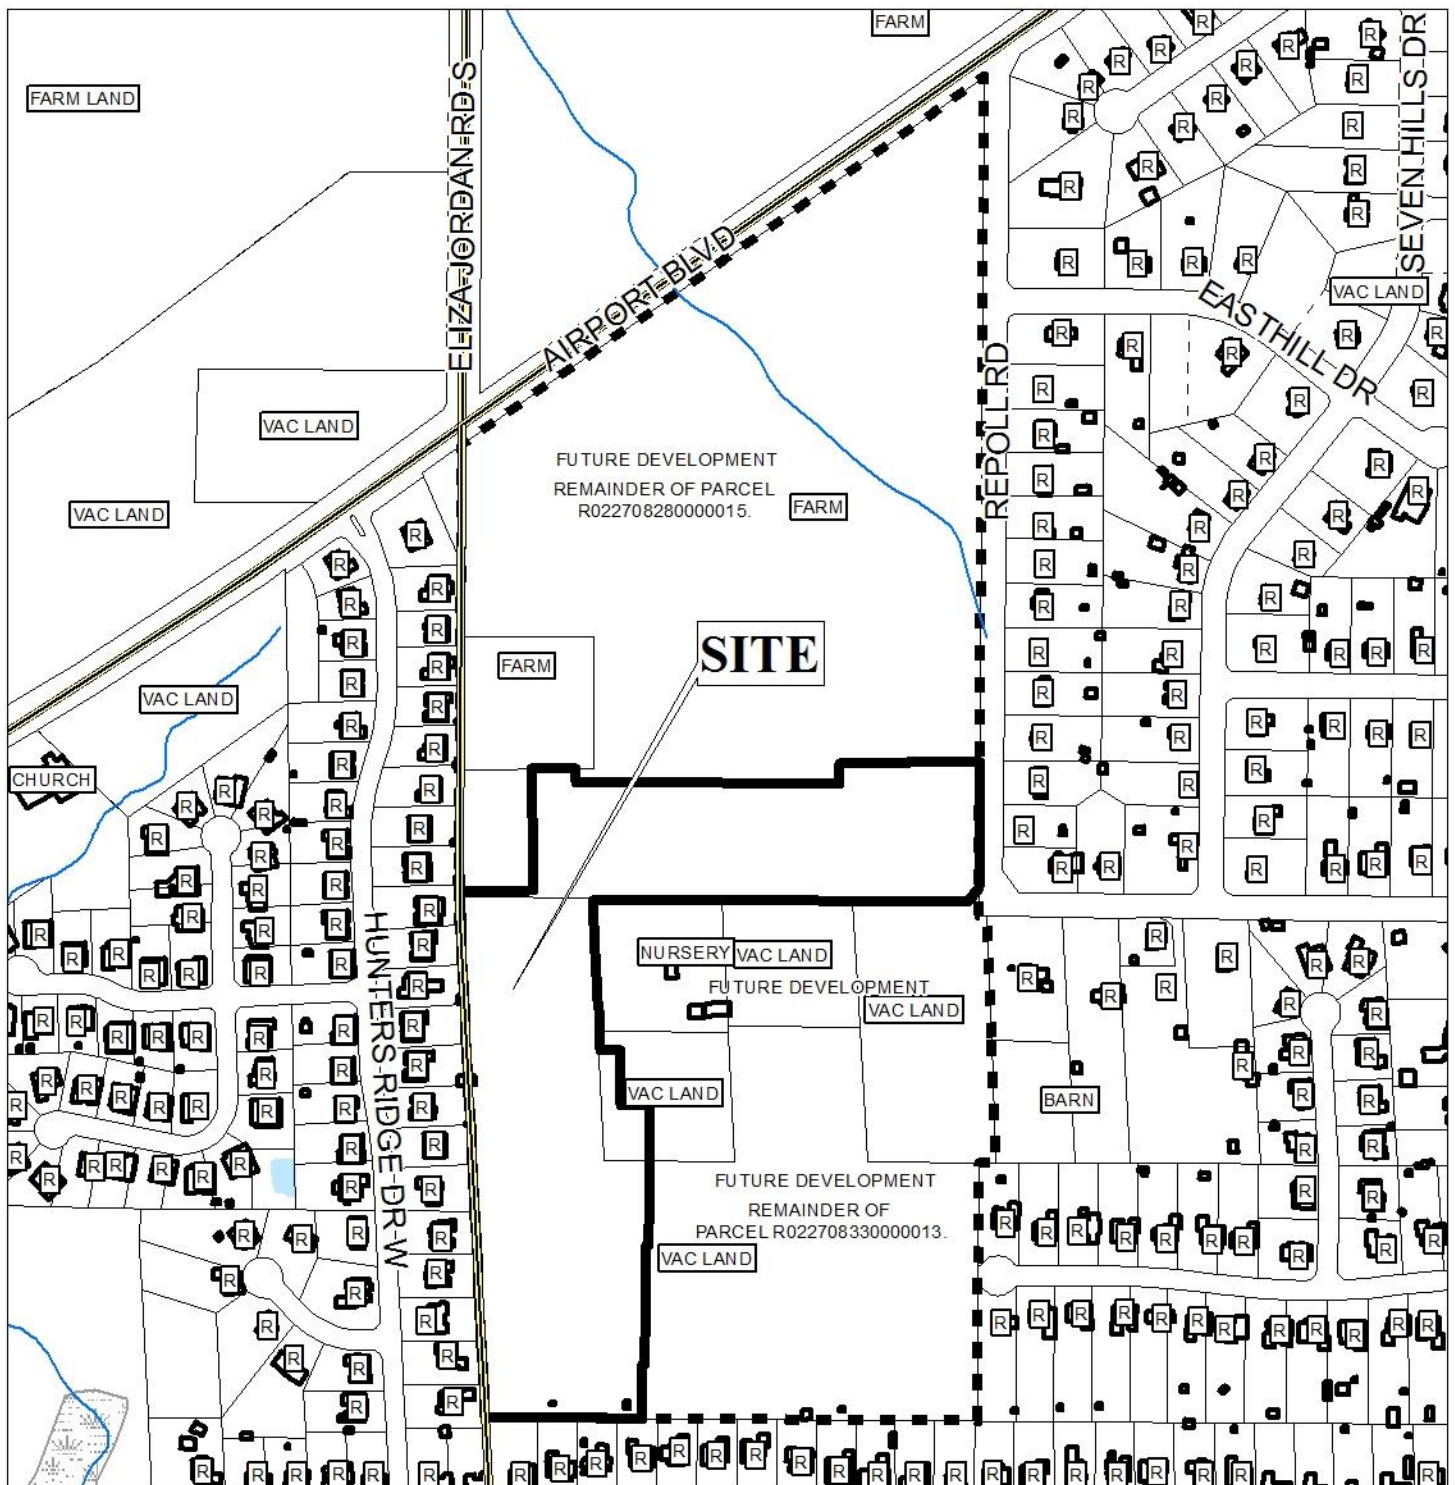 FARM
SEVEN HILLS DR
FARM LAND
ELIZA JORDAN RD S
AIRPORT BLVD
EASTHILL DR
VAC LAND
REPOLL RD
VAC LAND
FUTURE DEVELOPMENT
REMAINDER OF PARCEL
R022708280000015.
FARM
VAC LAND
SITE
FARM
VAC LAND
CHURCH
HUNTERS RIDGE DR W
NURSERY
VAC LAND
FUTURE DEVELOPMENT
VAC LAND
VAC LAND
BARN
FUTURE DEVELOPMENT
REMAINDER OF
PARCEL R022708330000013.
VAC LAND
R